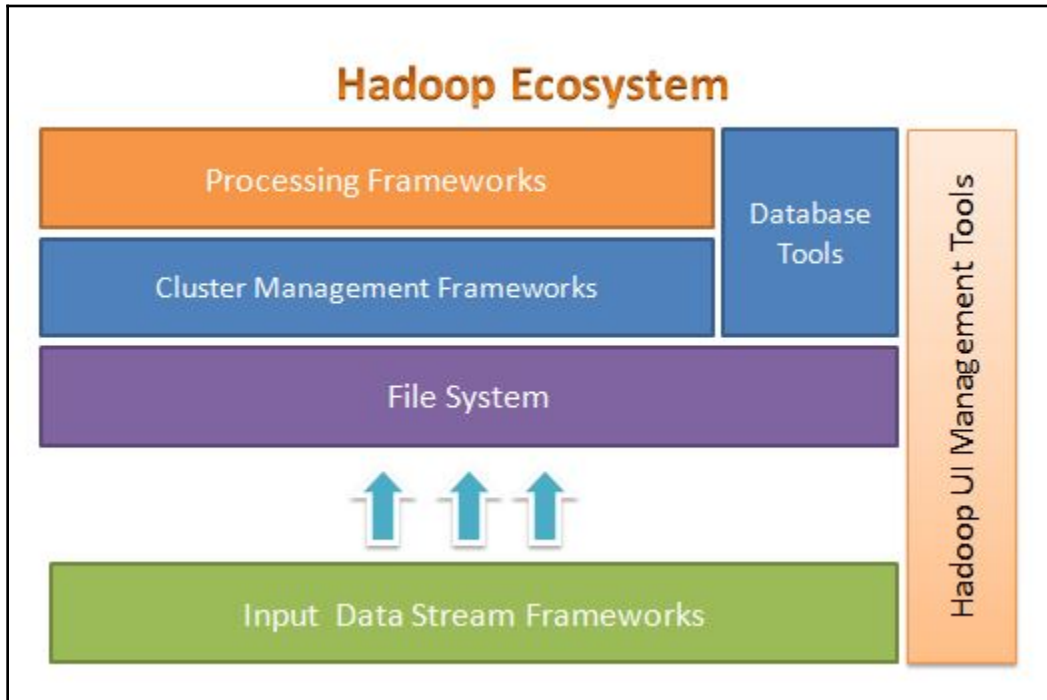 Hadoop Ecosystem
Processing Frameworks
Database
Tools
Cluster Management Frameworks
File System
Input Data Stream Frameworks
Hadoop UI Management Tools